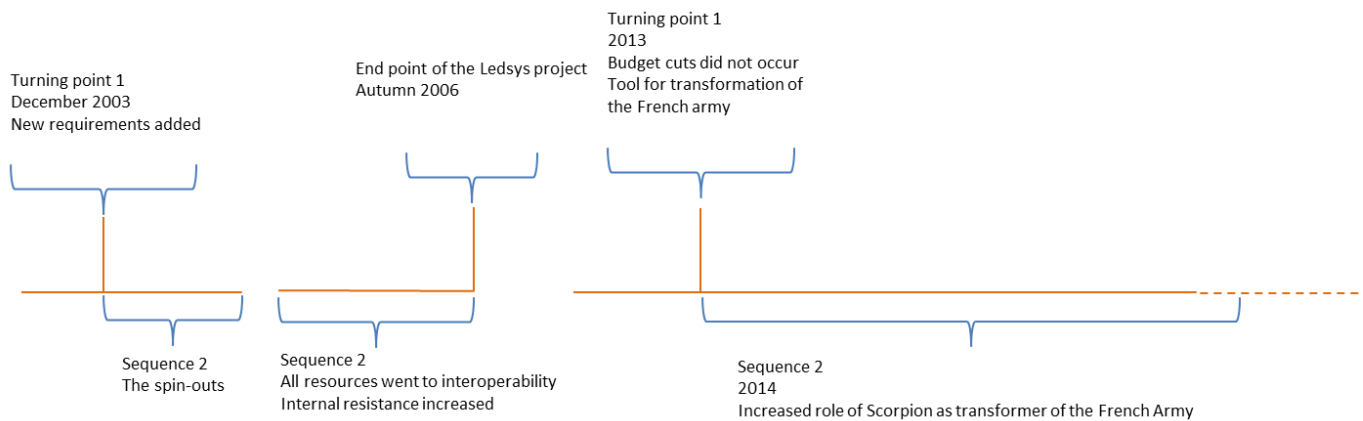 Turning point 1
December 2003
New requirements added
End point of the Ledsys project
Autumn 2006
Turning point 1
2013
Budget cuts did not occur
Tool for transformation of
the French army
Sequence 2
The spin-outs
Sequence 2
All resources went to interoperability
Internal resistance increased
Sequence 2
2014
Increased role of Scorpion as transformer of the French Army